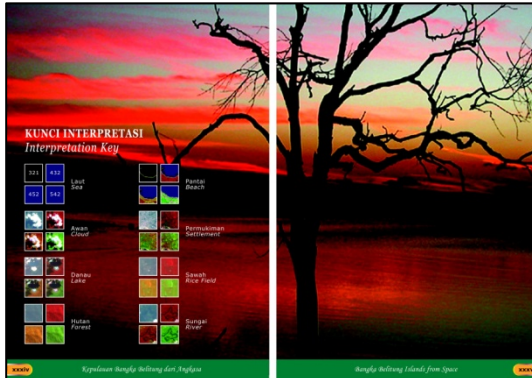 KUNCI INTERPRETASI
Interpretation Key
321 432
452 542
Laut
Sea
Pantai
Beach
Awan
Cloud
Permukiman
Settlement
Danau
Lake
Sawah
Rice Field
Hutan
Forest
Sungai
River
xxxiv
Kepulauan Bangka Belitung dari Angkasa
Bangka Belitung Islands from Space